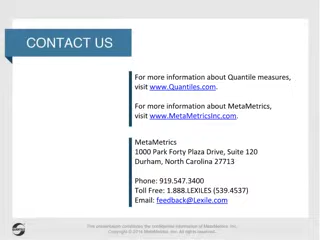 CONTACT US
For more information about Quantile measures,
visit www.Quantiles.com.
For more information about MetaMetrics,
visit www.MetaMetricsInc.com.
MetaMetrics
1000 Park Forty Plaza Drive, Suite 120
Durham, North Carolina 27713
Phone: 919.547.3400
Toll Free: 1.888.LEXILES (539.4537)
Email: feedback@Lexile.com
This presentation constitutes the confidential information of MetaMetrics, Inc.
Copyright © 2014 MetaMetrics, Inc. All rights reserved.